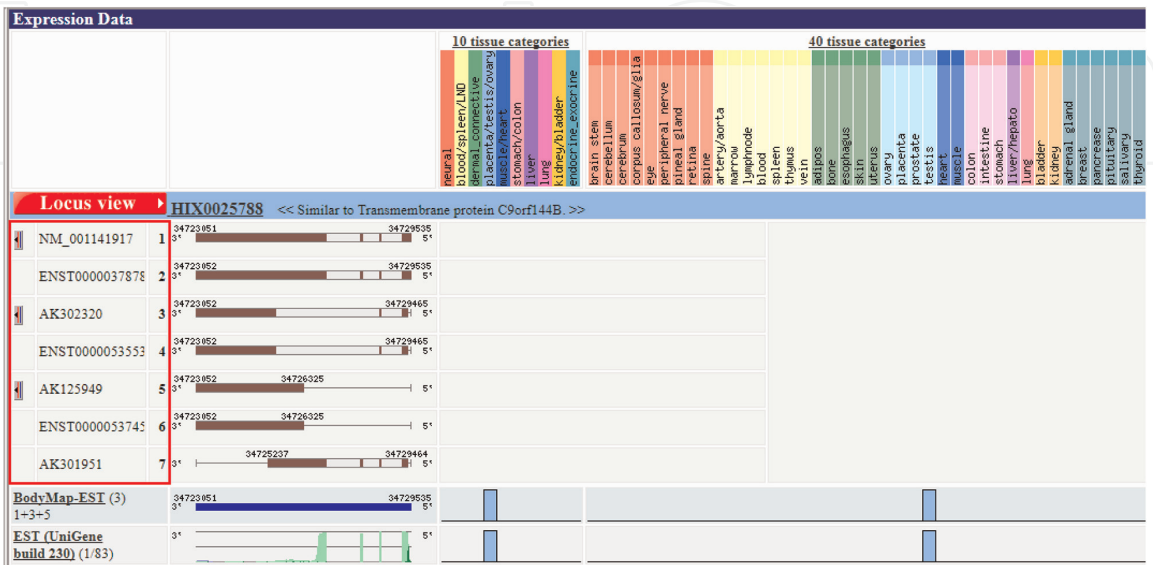 Expression Data
10 tissue categories
40 tissue categories
neural
blood/spleen/LND
dermal_connective
placenta/testis/ovary
muscle/heart
stomach/colon
liver
lung
kidney/bladder
endocrine_exocrine
brain stem
cerebellum
cerebrum
corpus callosum/glia
eye
peripheral nerve
pineal gland
retina
spine
artery/aorta
marrow
lymphnode
blood
spleen
thymus
vein
adipos
bone
esophagus
skin
uterus
ovary
placenta
prostate
testis
heart
muscle
colon
intestine
stomach
liver/hepato
lung
bladder
kidney
adrenal gland
breast
pancrease
pituitary
salivary
thyroid
Locus view HIX0025788 << Similar to Transmembrane protein C9orf144B. >>
34723051 34729535
NM_001141917 1 3' 5'
34723052 34729535
ENST0000037878 2 3' 5'
34723052 34729465
AK302320 3 3' 5'
34723052 34729465
ENST0000053553 4 3' 5'
34723052 34726325
AK125949 5 3' 5'
34723052 34726325
ENST0000053745 6 3' 5'
34725237 34729464
AK301951 7 3' 5'
BodyMap-EST (3) 34723051 34729535
1+3+5 3' 5'
EST (UniGene 3' 5'
build 230) (1/83)